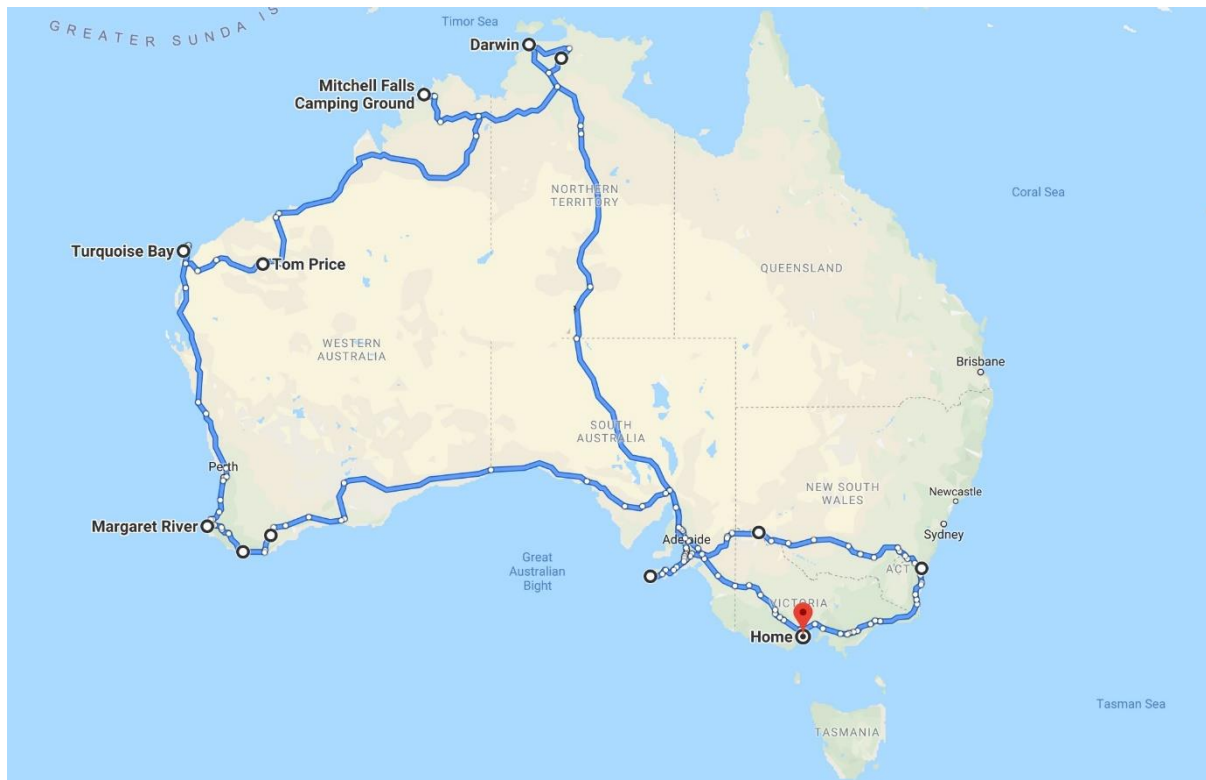 GREATER SUNDA IS
Timor Sea
Darwin
Mitchell Falls
Camping Ground
NORTHERN
TERRITORY
Coral Sea
Turquoise Bay
Tom Price
QUEENSLAND
WESTERN
AUSTRALIA
Brisbane
SOUTH
AUSTRALIA
Perth
NEW SOUTH
WALES
Newcastle
Margaret River
Sydney
Adelaide
Great
Australian
Bight
ACT
VICTORIA
Home
Tasman Sea
TASMANIA